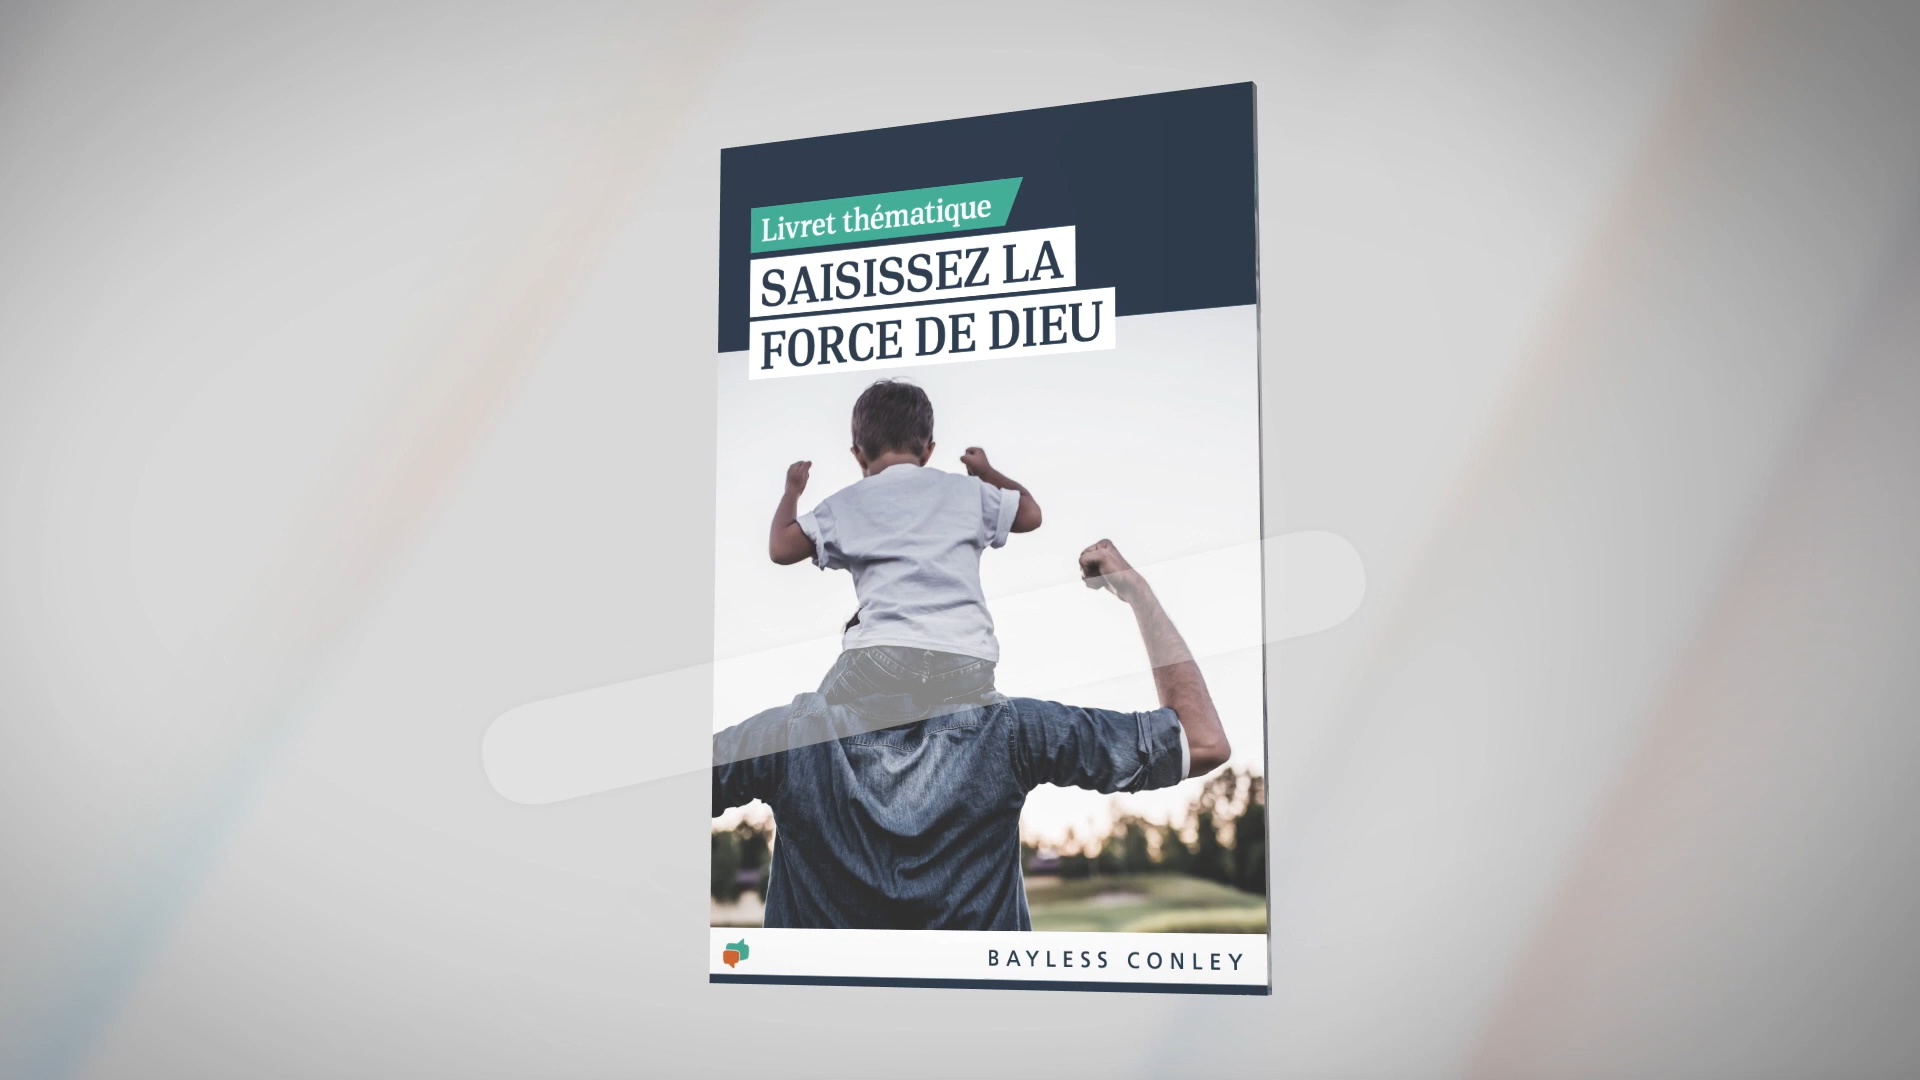 Livret thématique
SAISISSEZ LA
FORCE DE DIEU
BAYLESS CONLEY